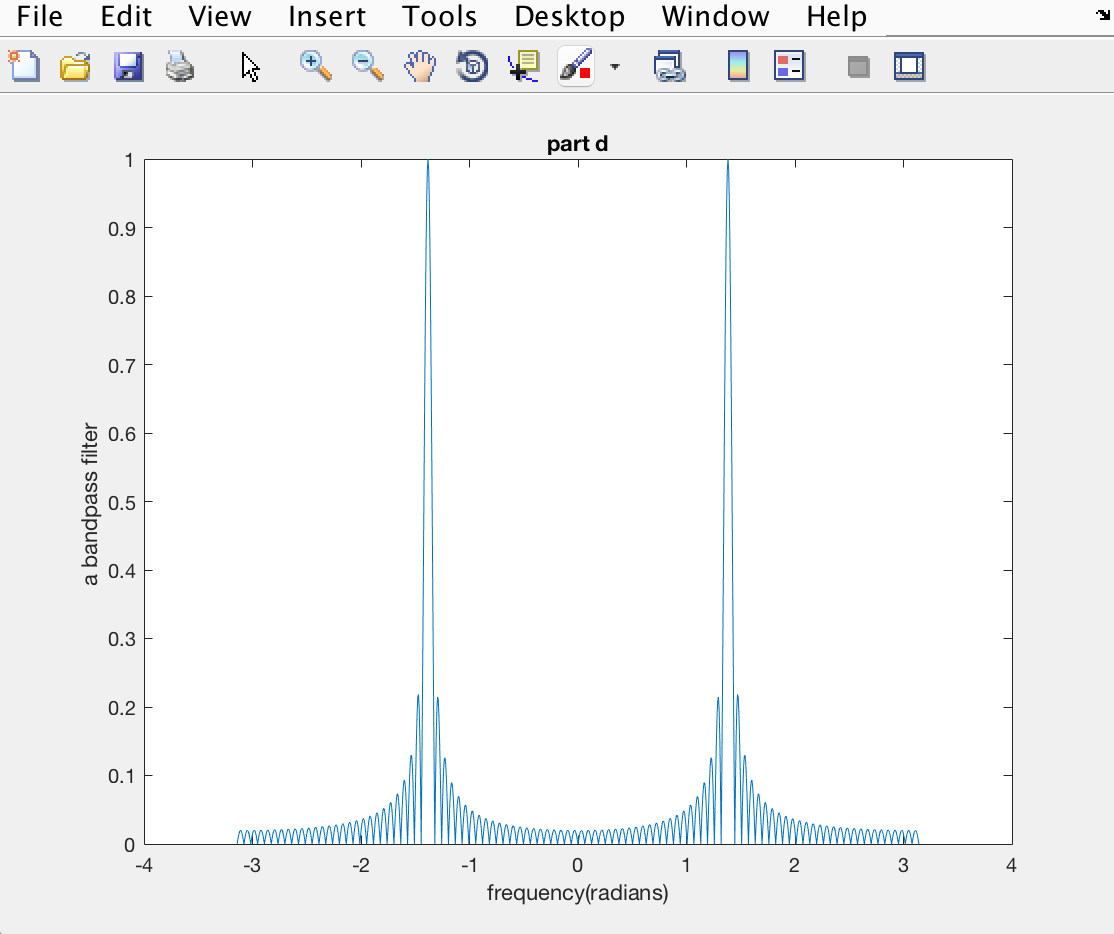 File Edit View Insert Tools Desktop Window Help
part d
1
0.9
0.8
0.7
0.6
0.5
0.4
0.3
0.2
0.1
0
a bandpass filter
-4 -3 -2 -1 0 1 2 3 4
frequency(radians)